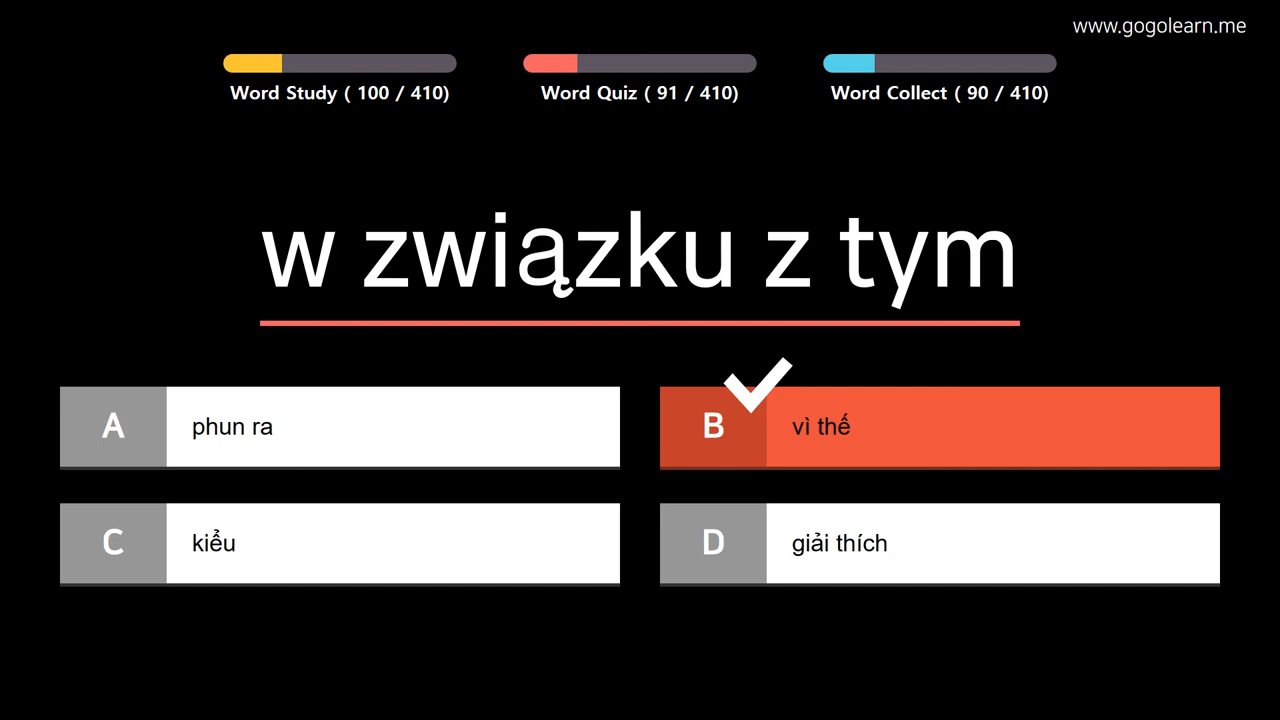 www.gogolearn.me
Word Study ( 100 / 410)
Word Quiz ( 91 / 410)
Word Collect ( 90 / 410)
w związku z tym
A phun ra
B vì thế
C kiểu
D giải thích